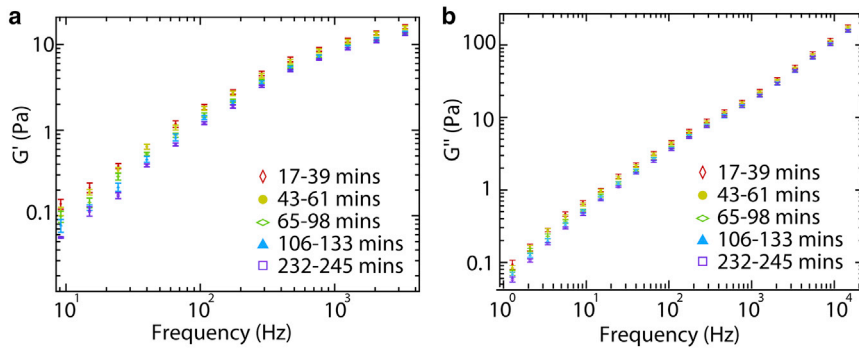 a
G' (Pa)
10
1
0.1
17-39 mins
43-61 mins
65-98 mins
106-133 mins
232-245 mins
10¹ 10² 10³
Frequency (Hz)
b
G" (Pa)
100
10
1
0.1
17-39 mins
43-61 mins
65-98 mins
106-133 mins
232-245 mins
10⁰ 10¹ 10² 10³ 10⁴
Frequency (Hz)